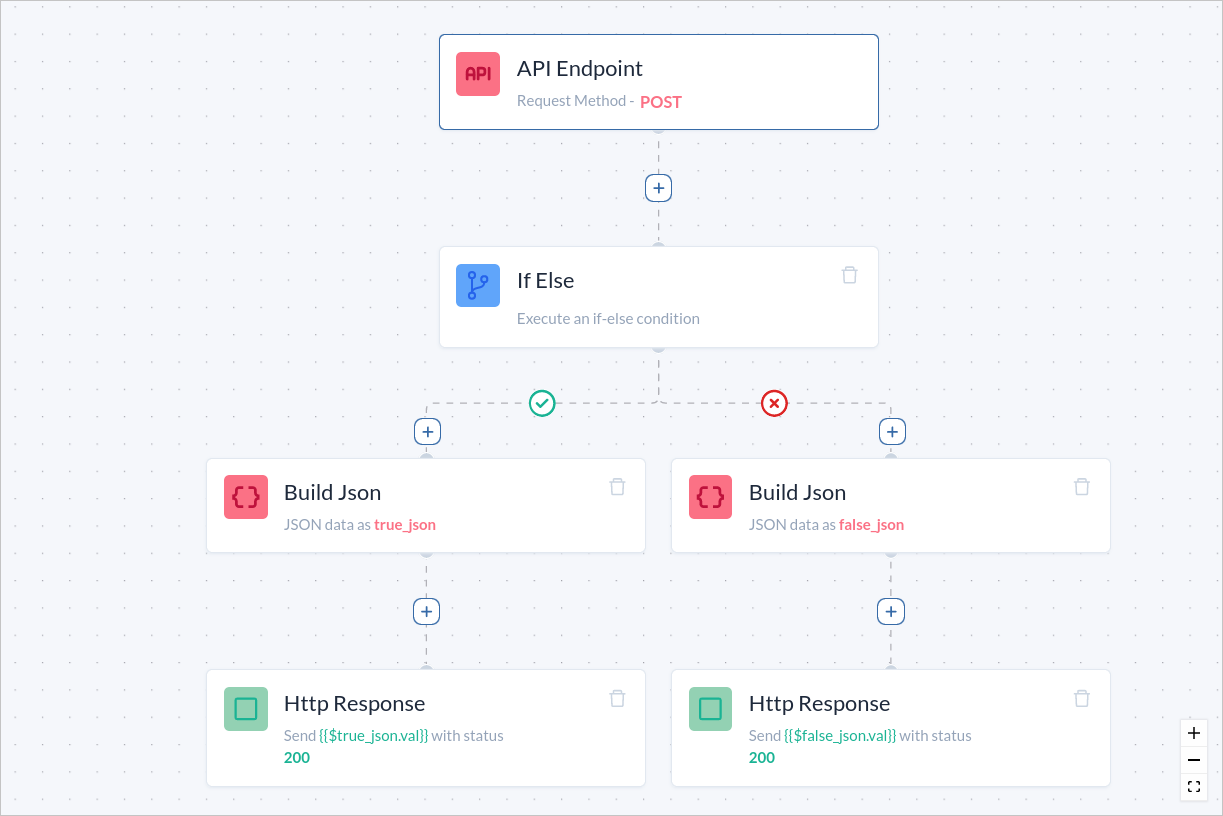 API
API Endpoint
Request Method - POST
If Else
Execute an if-else condition
Build Json
JSON data as true_json
Build Json
JSON data as false_json
Http Response
Send {{$true_json.val}} with status
200
Http Response
Send {{$false_json.val}} with status
200